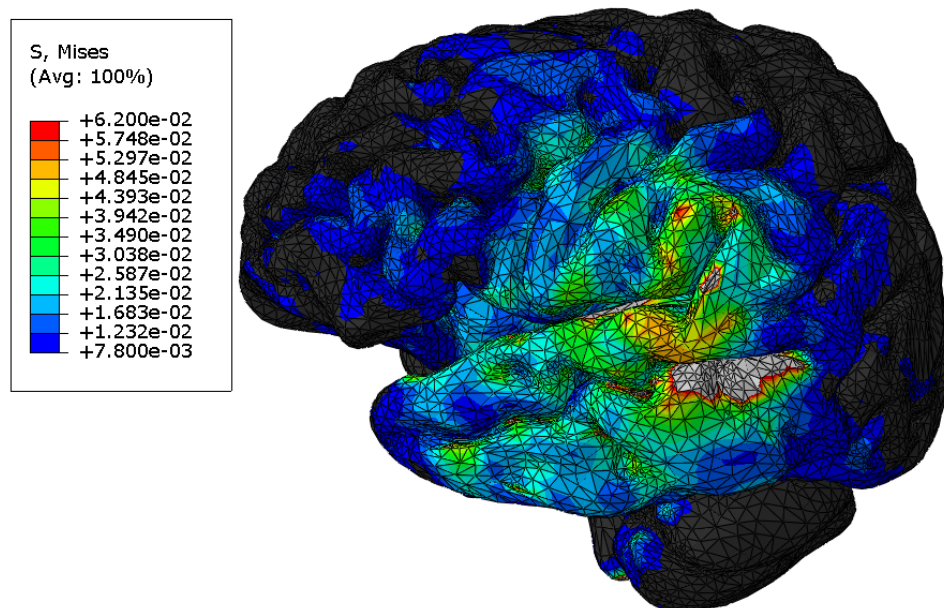 S, Mises
(Avg: 100%)
+6.200e-02
+5.748e-02
+5.297e-02
+4.845e-02
+4.393e-02
+3.942e-02
+3.490e-02
+3.038e-02
+2.587e-02
+2.135e-02
+1.683e-02
+1.232e-02
+7.800e-03